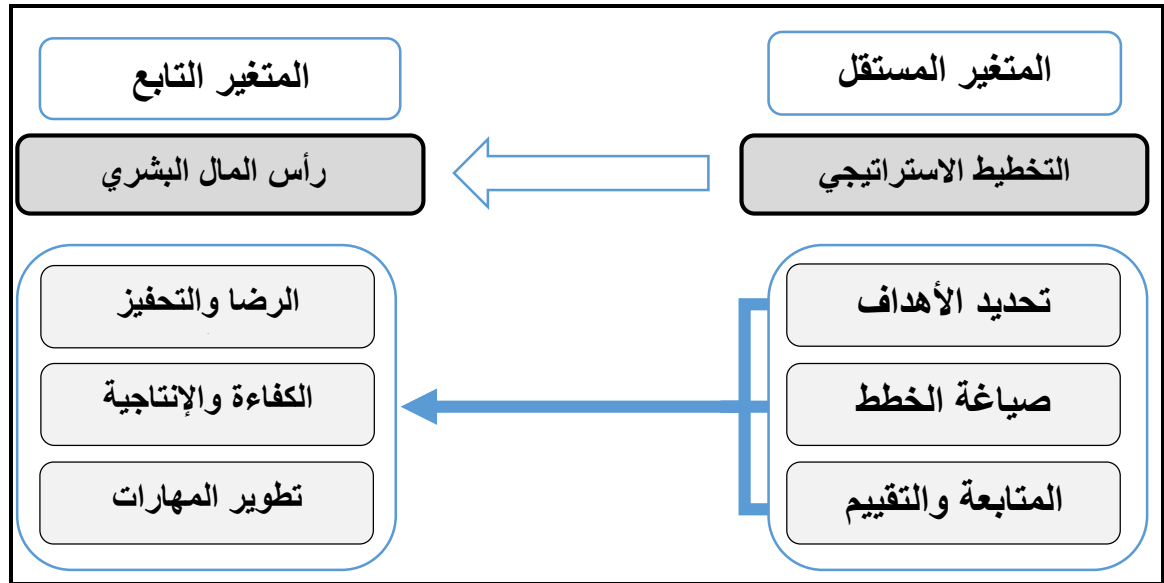 المتغير المستقل
المتغير التابع
التخطيط الاستراتيجي
رأس المال البشري
تحديد الأهداف
صياغة الخطط
المتابعة والتقييم
الرضا والتحفيز
الكفاءة والإنتاجية
تطوير المهارات